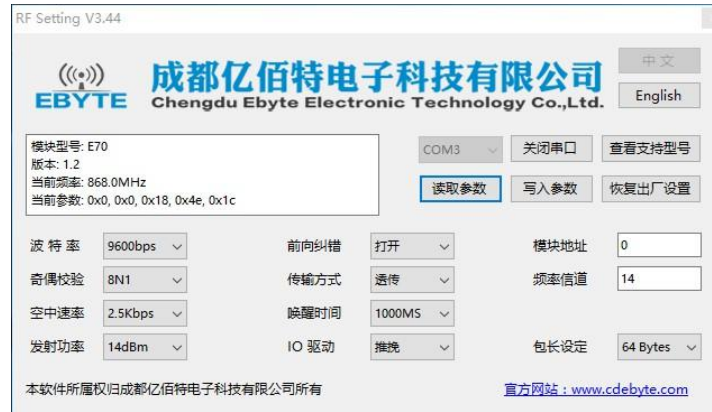 RF Setting V3.44
EBYTE
成都亿佰特电子科技有限公司
Chengdu Ebyte Electronic Technology Co.,Ltd.
中文
English
模块型号: E70
版本: 1.2
当前频率: 868.0MHz
当前参数: 0x0, 0x0, 0x18, 0x4e, 0x1c
COM3 关闭串口 查看支持型号
读取参数 写入参数 恢复出厂设置
波特率 9600bps 前向纠错 打开 模块地址 0
奇偶校验 8N1 传输方式 透传 频率信道 14
空中速率 2.5Kbps 唤醒时间 1000MS
发射功率 14dBm IO 驱动 推挽 包长设定 64 Bytes
本软件所属权归成都亿佰特电子科技有限公司所有 官方网站：www.cdebyte.com